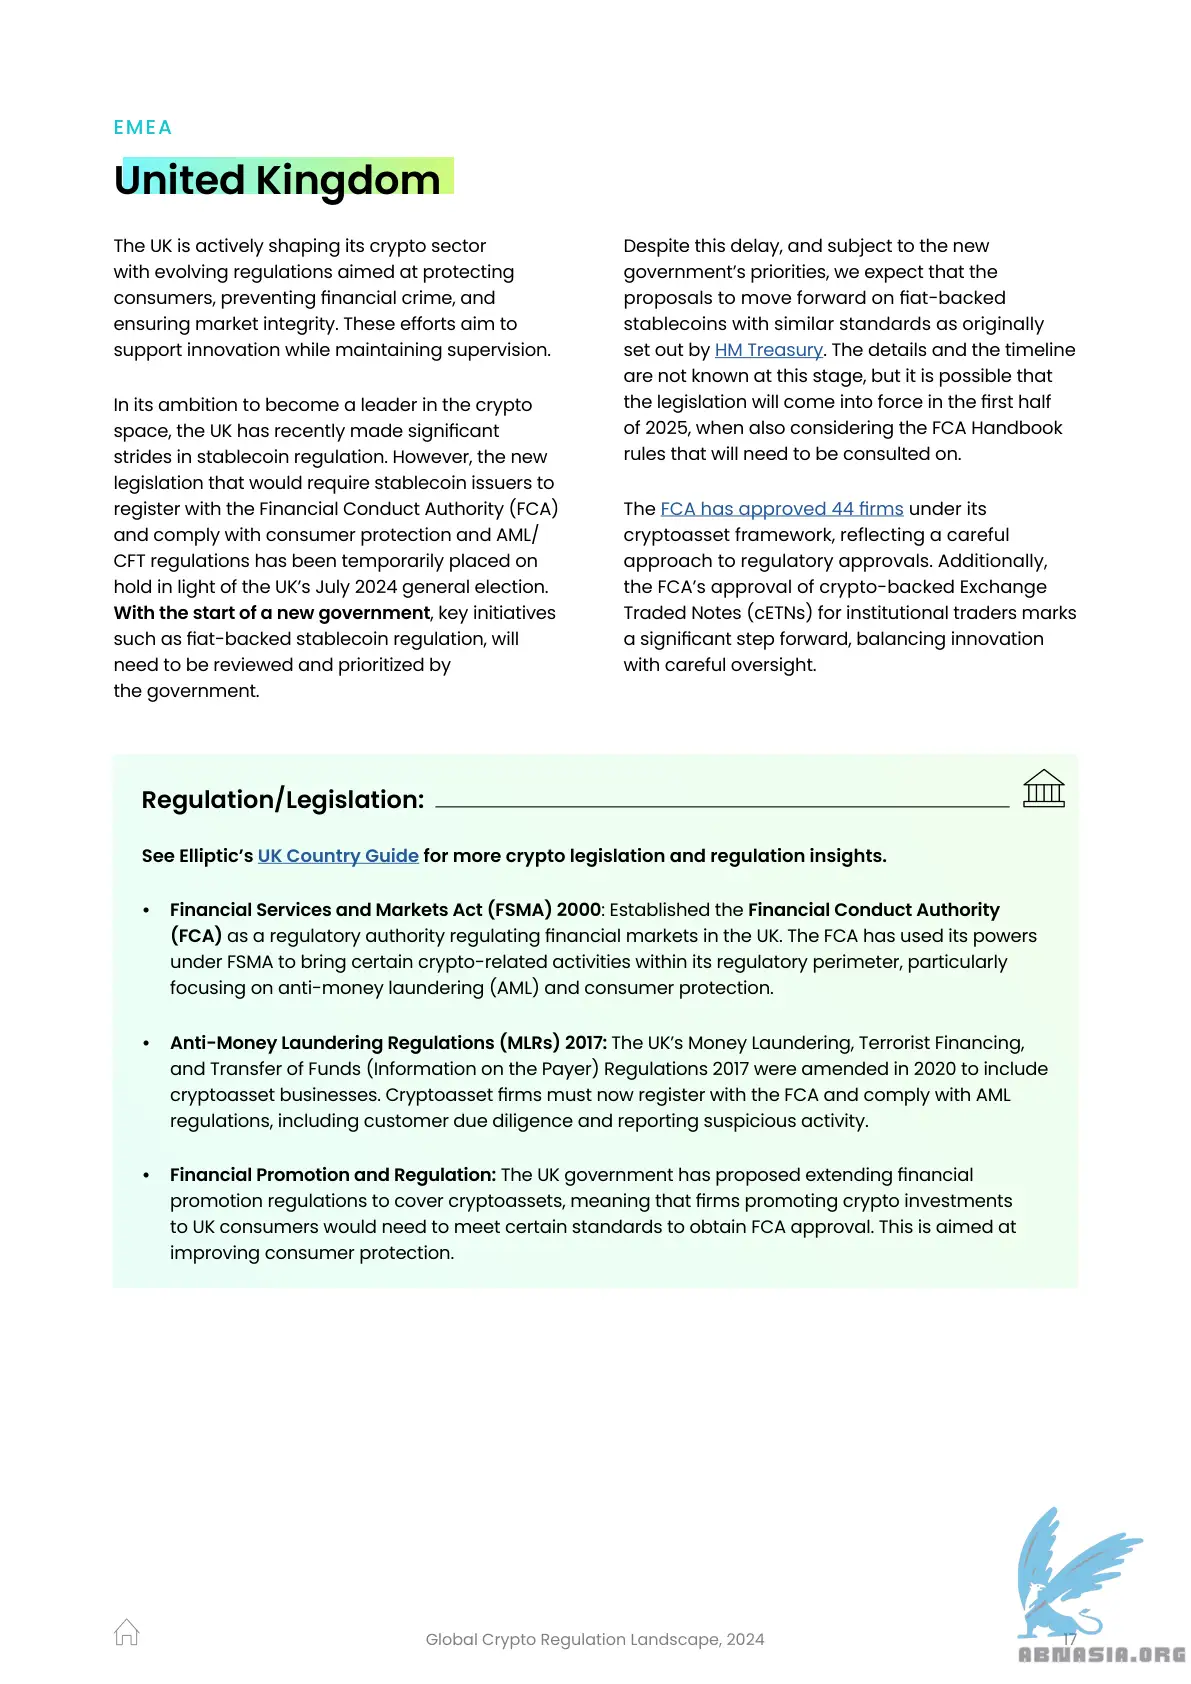 EMEA
United Kingdom
The UK is actively shaping its crypto sector
with evolving regulations aimed at protecting
consumers, preventing financial crime, and
ensuring market integrity. These efforts aim to
support innovation while maintaining supervision.
In its ambition to become a leader in the crypto
space, the UK has recently made significant
strides in stablecoin regulation. However, the new
legislation that would require stablecoin issuers to
register with the Financial Conduct Authority (FCA)
and comply with consumer protection and AML/
CFT regulations has been temporarily placed on
hold in light of the UK’s July 2024 general election.
With the start of a new government, key initiatives
such as fiat-backed stablecoin regulation, will
need to be reviewed and prioritized by
the government.
Despite this delay, and subject to the new
government’s priorities, we expect that the
proposals to move forward on fiat-backed
stablecoins with similar standards as originally
set out by HM Treasury. The details and the timeline
are not known at this stage, but it is possible that
the legislation will come into force in the first half
of 2025, when also considering the FCA Handbook
rules that will need to be consulted on.
The FCA has approved 44 firms under its
cryptoasset framework, reflecting a careful
approach to regulatory approvals. Additionally,
the FCA’s approval of crypto-backed Exchange
Traded Notes (cETNs) for institutional traders marks
a significant step forward, balancing innovation
with careful oversight.
Regulation/Legislation:
See Elliptic’s UK Country Guide for more crypto legislation and regulation insights.
• Financial Services and Markets Act (FSMA) 2000: Established the Financial Conduct Authority
(FCA) as a regulatory authority regulating financial markets in the UK. The FCA has used its powers
under FSMA to bring certain crypto-related activities within its regulatory perimeter, particularly
focusing on anti-money laundering (AML) and consumer protection.
• Anti-Money Laundering Regulations (MLRs) 2017: The UK’s Money Laundering, Terrorist Financing,
and Transfer of Funds (Information on the Payer) Regulations 2017 were amended in 2020 to include
cryptoasset businesses. Cryptoasset firms must now register with the FCA and comply with AML
regulations, including customer due diligence and reporting suspicious activity.
• Financial Promotion and Regulation: The UK government has proposed extending financial
promotion regulations to cover cryptoassets, meaning that firms promoting crypto investments
to UK consumers would need to meet certain standards to obtain FCA approval. This is aimed at
improving consumer protection.
Global Crypto Regulation Landscape, 2024
17
ABNASIA.ORG